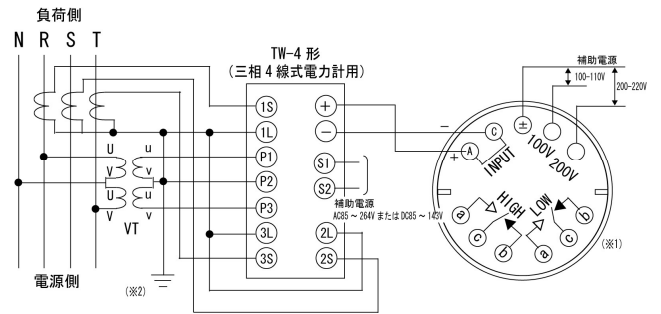 負荷側
N R S T
TW-4 形
(三相4線式電力計用)
1S
1L
P1
P2
P3
3L
3S
+
−
S1
S2
補助電源
AC85～264V または DC85～143V
2L
2S
U u
V v
U u
V v
VT
電源側
(※2)
補助電源
100-110V
200-220V
−
+
C
A
±
INPUT
100V
200V
HIGH
LOW
a
c
b
a
c
b
(※1)